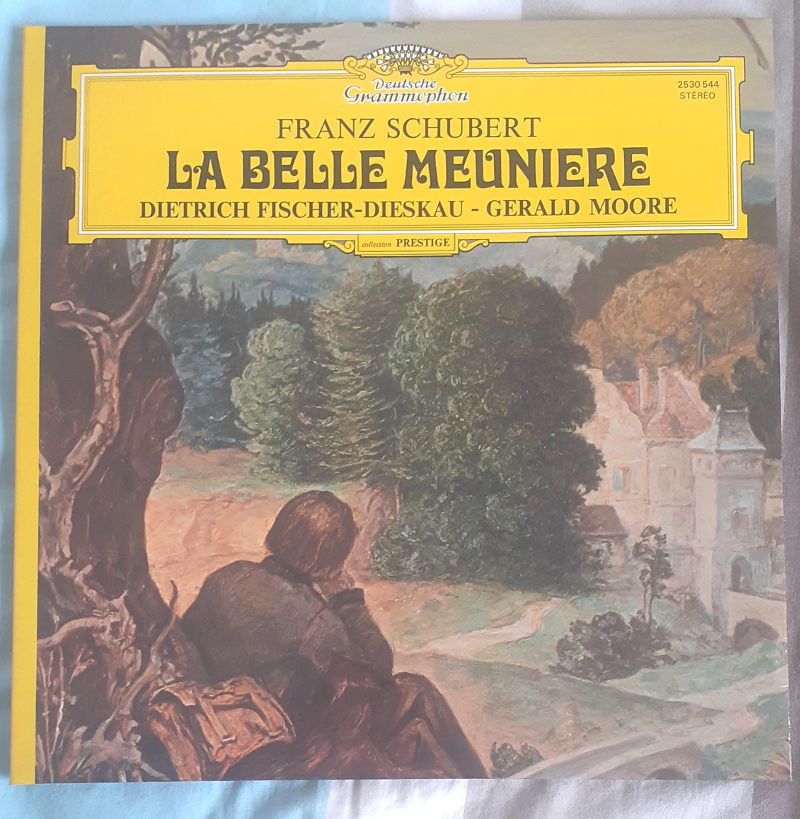 Deutsche
Grammophon
2530 544
STÉRÉO
FRANZ SCHUBERT
LA BELLE MEUNIERE
DIETRICH FISCHER-DIESKAU - GERALD MOORE
collection PRESTIGE